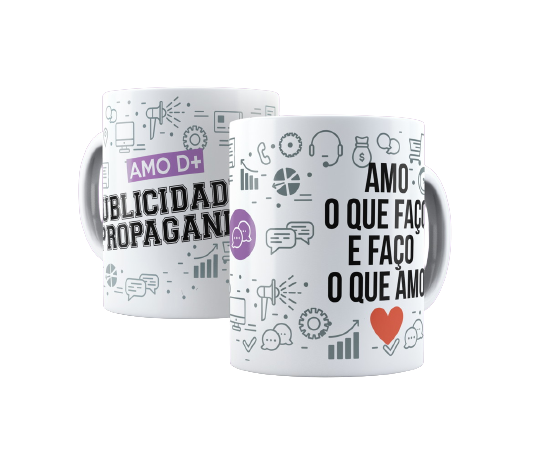 AMO D+
UBLICIDAD
PROPAGAN
AMO
O QUE FAÇO
E FAÇO
O QUE AMO